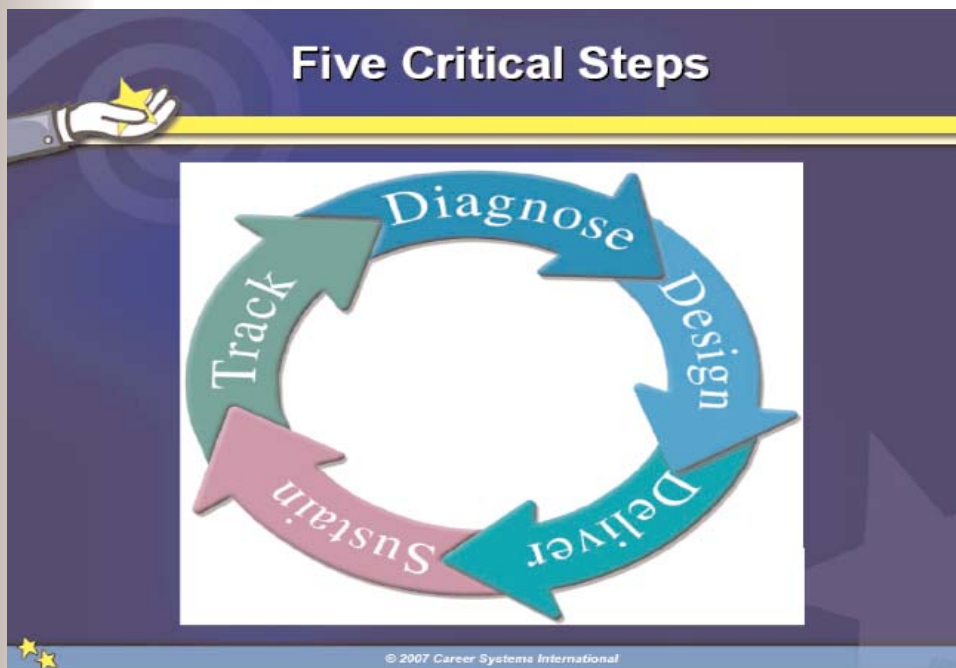 Five Critical Steps
Diagnose
Design
Deliver
Sustain
Track
© 2007 Career Systems International